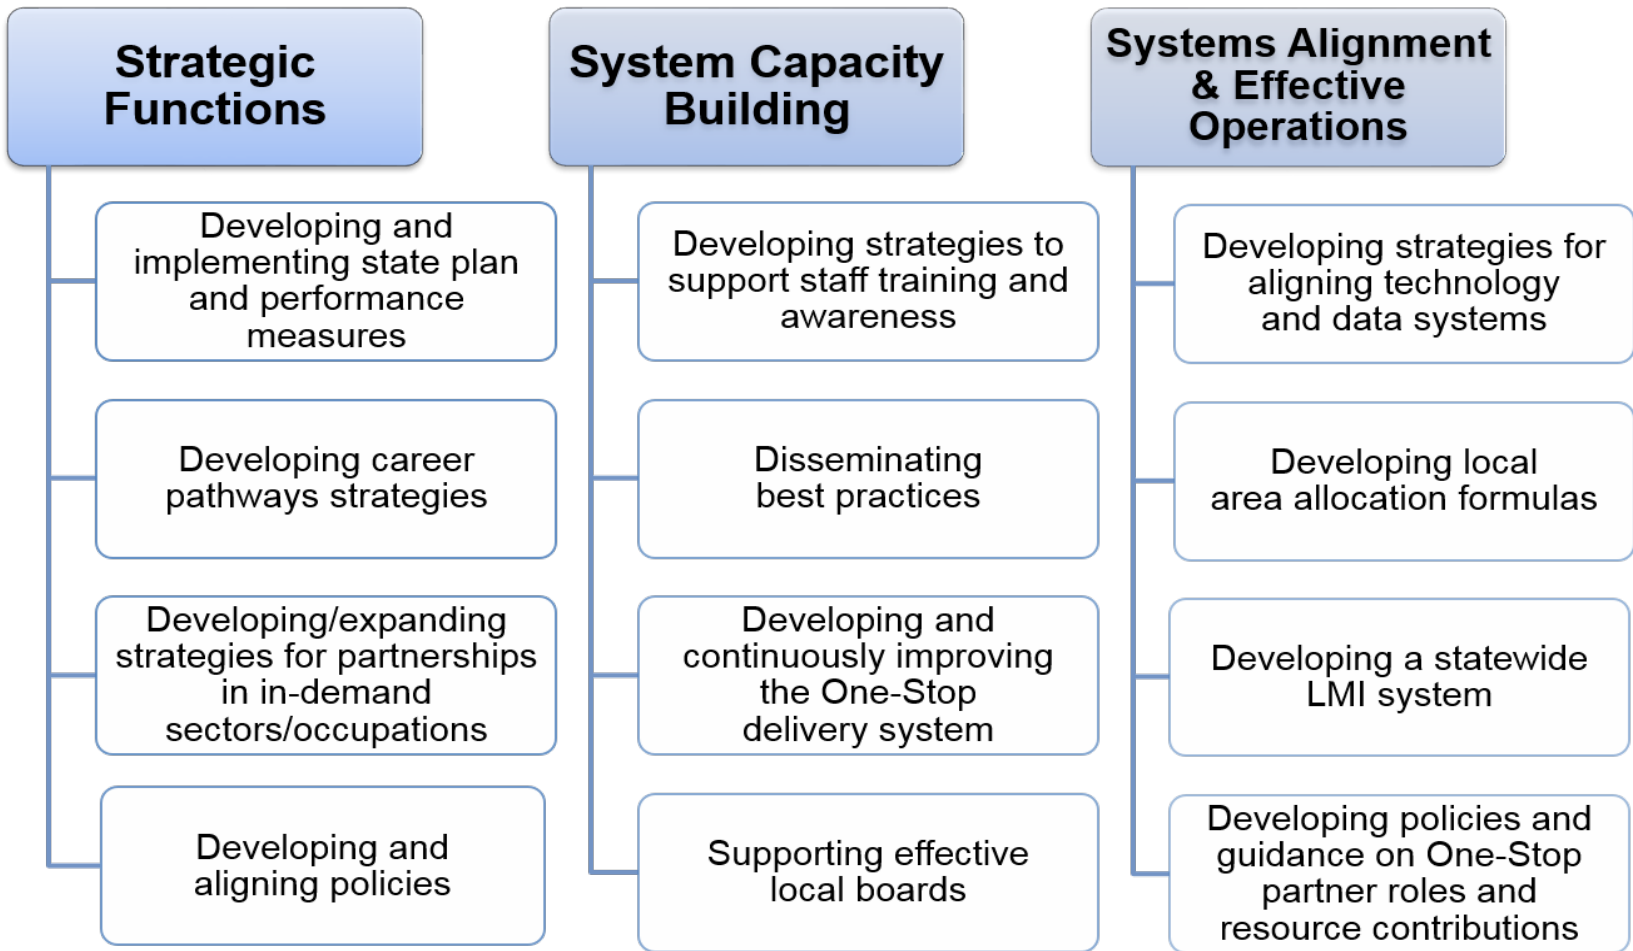 Strategic
Functions
Developing and
implementing state plan
and performance
measures
Developing career
pathways strategies
Developing/expanding
strategies for partnerships
in in-demand
sectors/occupations
Developing and
aligning policies
System Capacity
Building
Developing strategies to
support staff training and
awareness
Disseminating
best practices
Developing and
continuously improving
the One-Stop
delivery system
Supporting effective
local boards
Systems Alignment
& Effective
Operations
Developing strategies for
aligning technology
and data systems
Developing local
area allocation formulas
Developing a statewide
LMI system
Developing policies and
guidance on One-Stop
partner roles and
resource contributions